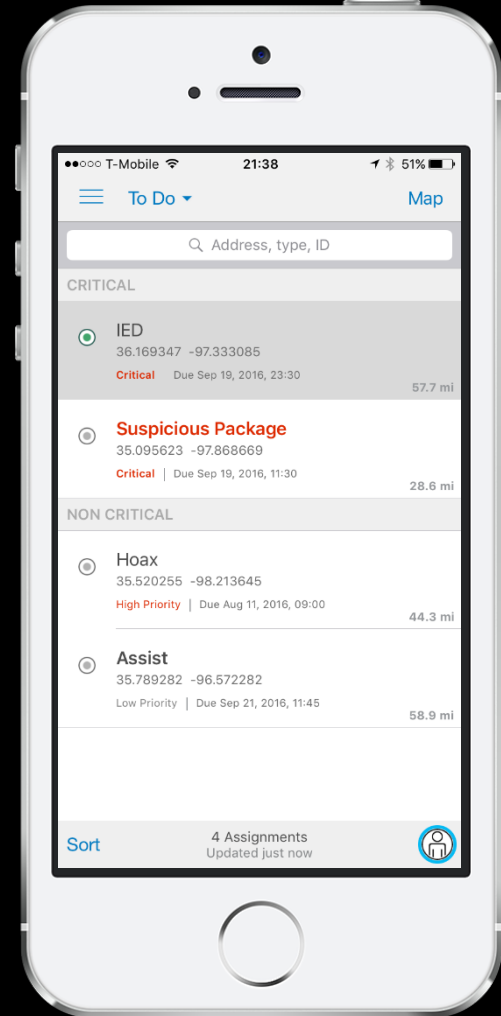 T-Mobile 21:38 51%
To Do Map
Address, type, ID
CRITICAL
IED
36.169347 -97.333085
Critical Due Sep 19, 2016, 23:30
57.7 mi
Suspicious Package
35.095623 -97.868669
Critical | Due Sep 19, 2016, 11:30
28.6 mi
NON CRITICAL
Hoax
35.520255 -98.213645
High Priority | Due Aug 11, 2016, 09:00
44.3 mi
Assist
35.789282 -96.572282
Low Priority | Due Sep 21, 2016, 11:45
58.9 mi
Sort 4 Assignments
Updated just now